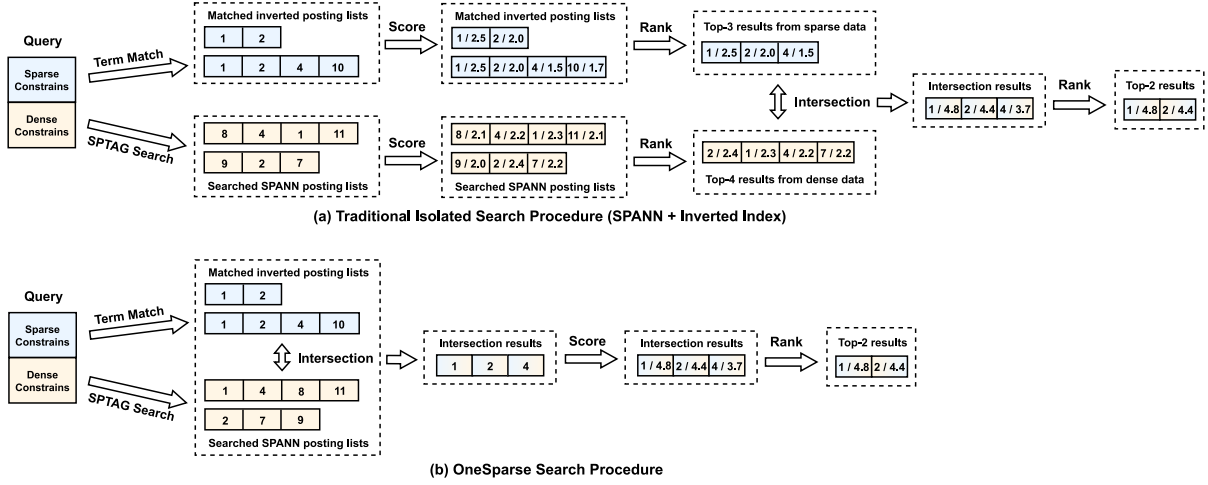 Query
Sparse
Constrains
Dense
Constrains
Term Match
SPTAG Search
Matched inverted posting lists
1 2
1 2 4 10
8 4 1 11
9 2 7
Searched SPANN posting lists
Score
Score
Matched inverted posting lists
1 / 2.5 2 / 2.0
1 / 2.5 2 / 2.0 4 / 1.5 10 / 1.7
8 / 2.1 4 / 2.2 1 / 2.3 11 / 2.1
9 / 2.0 2 / 2.4 7 / 2.2
Searched SPANN posting lists
Rank
Rank
Top-3 results from sparse data
1 / 2.5 2 / 2.0 4 / 1.5
Intersection
2 / 2.4 1 / 2.3 4 / 2.2 7 / 2.2
Top-4 results from dense data
Intersection results
1 / 4.8 2 / 4.4 4 / 3.7
Rank
Top-2 results
1 / 4.8 2 / 4.4
(a) Traditional Isolated Search Procedure (SPANN + Inverted Index)
Query
Sparse
Constrains
Dense
Constrains
Term Match
SPTAG Search
Matched inverted posting lists
1 2
1 2 4 10
Intersection
1 4 8 11
2 7 9
Searched SPANN posting lists
Intersection results
1 2 4
Score
Intersection results
1 / 4.8 2 / 4.4 4 / 3.7
Rank
Top-2 results
1 / 4.8 2 / 4.4
(b) OneSparse Search Procedure